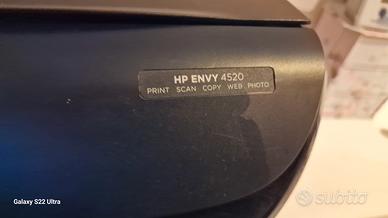 HP ENVY 4520
PRINT SCAN COPY WEB PHOTO
Galaxy S22 Ultra
subito